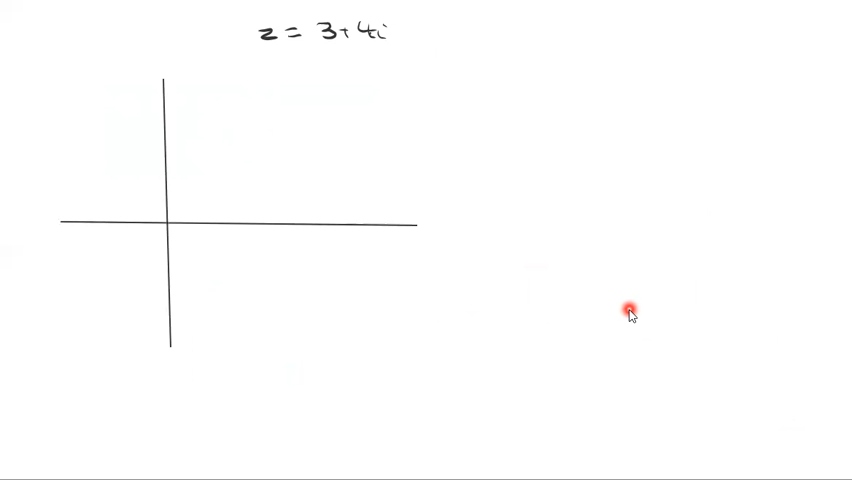 z = 3+4i